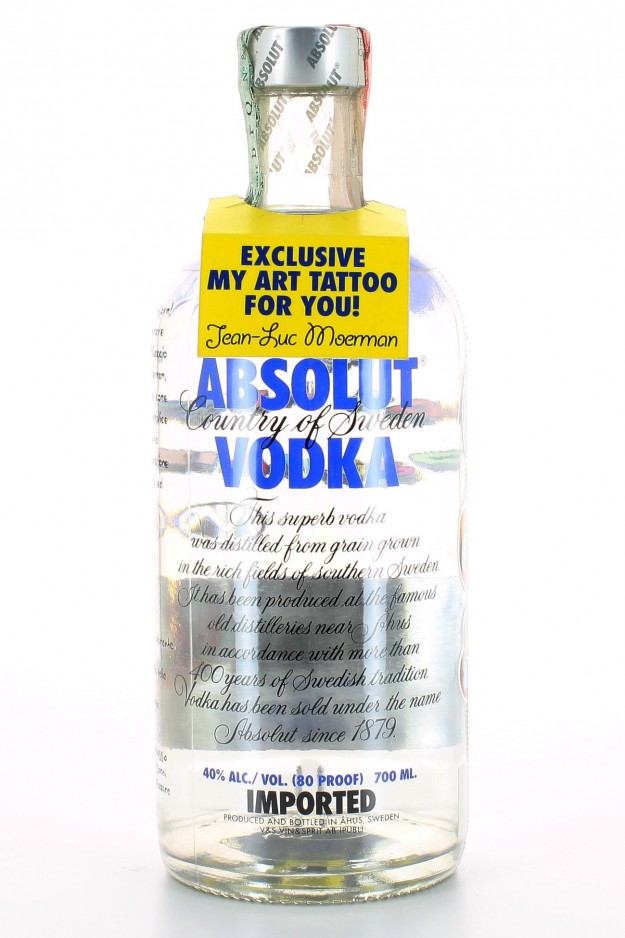 ABSOLUT
ABSOLUT
ABSOLUT
ABSOLUT
EXCLUSIVE
MY ART TATTOO
FOR YOU!
Jean-Luc Moerman
ABSOLUT
Country of Sweden
VODKA
This superb vodka
was distilled from grain grown
in the rich fields of southern Sweden.
It has been produced at the famous
old distilleries near Åhus
in accordance with more than
400 years of Swedish tradition.
Vodka has been sold under the name
Absolut since 1879.
40% ALC./ VOL. (80 PROOF) 700 ML.
IMPORTED
PRODUCED AND BOTTLED IN ÅHUS, SWEDEN
V&S VIN&SPRIT AB (PUBL)